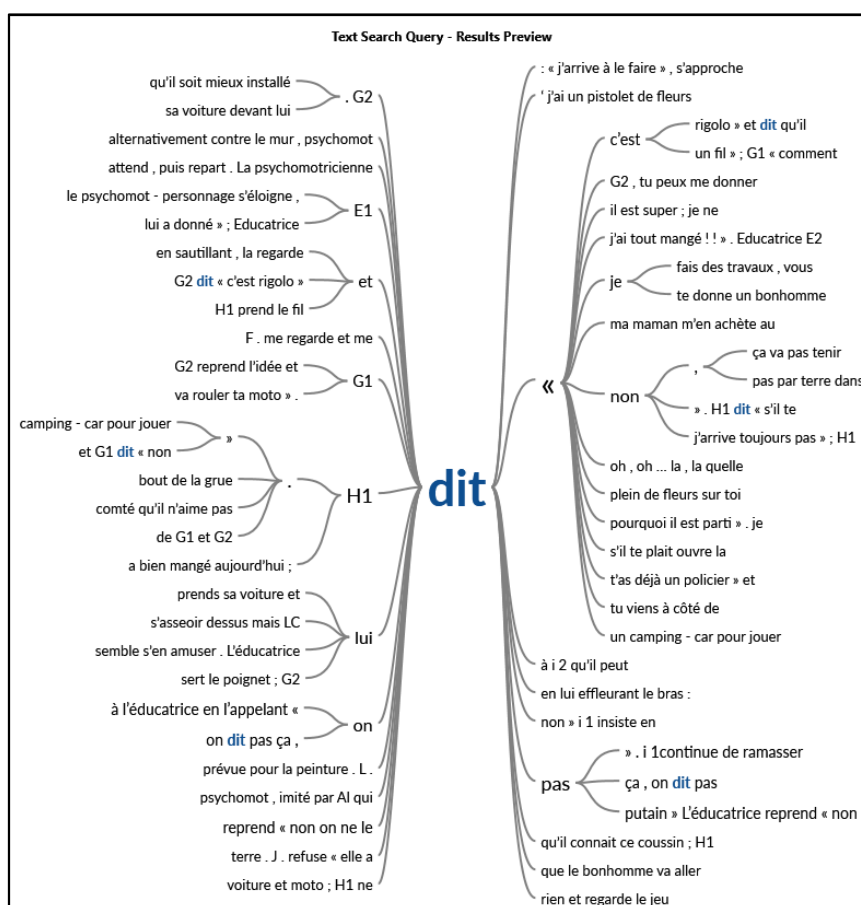 Text Search Query - Results Preview
qu'il soit mieux installé
sa voiture devant lui
. G2
alternativement contre le mur , psychomot
attend , puis repart . La psychomotricienne
le psychomot - personnage s'éloigne ,
lui a donné » ; Educatrice
E1
en sautillant , la regarde
G2 dit « c'est rigolo »
H1 prend le fil
et
F . me regarde et me
G2 reprend l'idée et
va rouler ta moto » .
G1
camping - car pour jouer
et G1 dit « non
»
bout de la grue
comté qu'il n'aime pas
de G1 et G2
.
a bien mangé aujourd'hui ;
H1
prends sa voiture et
s'asseoir dessus mais LC
semble s'en amuser . L'éducatrice
sert le poignet ; G2
lui
à l'éducatrice en l'appelant «
on dit pas ça ,
on
prévue pour la peinture . L .
psychomot , imité par Al qui
reprend « non on ne le
terre . J . refuse « elle a
voiture et moto ; H1 ne
dit
: « j'arrive à le faire » , s'approche
' j'ai un pistolet de fleurs
«
c'est
rigolo » et dit qu'il
un fil » ; G1 « comment
G2 , tu peux me donner
il est super ; je ne
j'ai tout mangé ! ! » . Educatrice E2
je
fais des travaux , vous
te donne un bonhomme
ma maman m'en achète au
non
,
ça va pas tenir
pas par terre dans
» . H1 dit « s'il te
j'arrive toujours pas » ; H1
oh , oh ... la , la quelle
plein de fleurs sur toi
pourquoi il est parti » . je
s'il te plait ouvre la
t'as déjà un policier » et
tu viens à côté de
un camping - car pour jouer
à i 2 qu'il peut
en lui effleurant le bras :
non » i 1 insiste en
pas
» . i 1continue de ramasser
ça , on dit pas
putain » L'éducatrice reprend « non
qu'il connait ce coussin ; H1
que le bonhomme va aller
rien et regarde le jeu